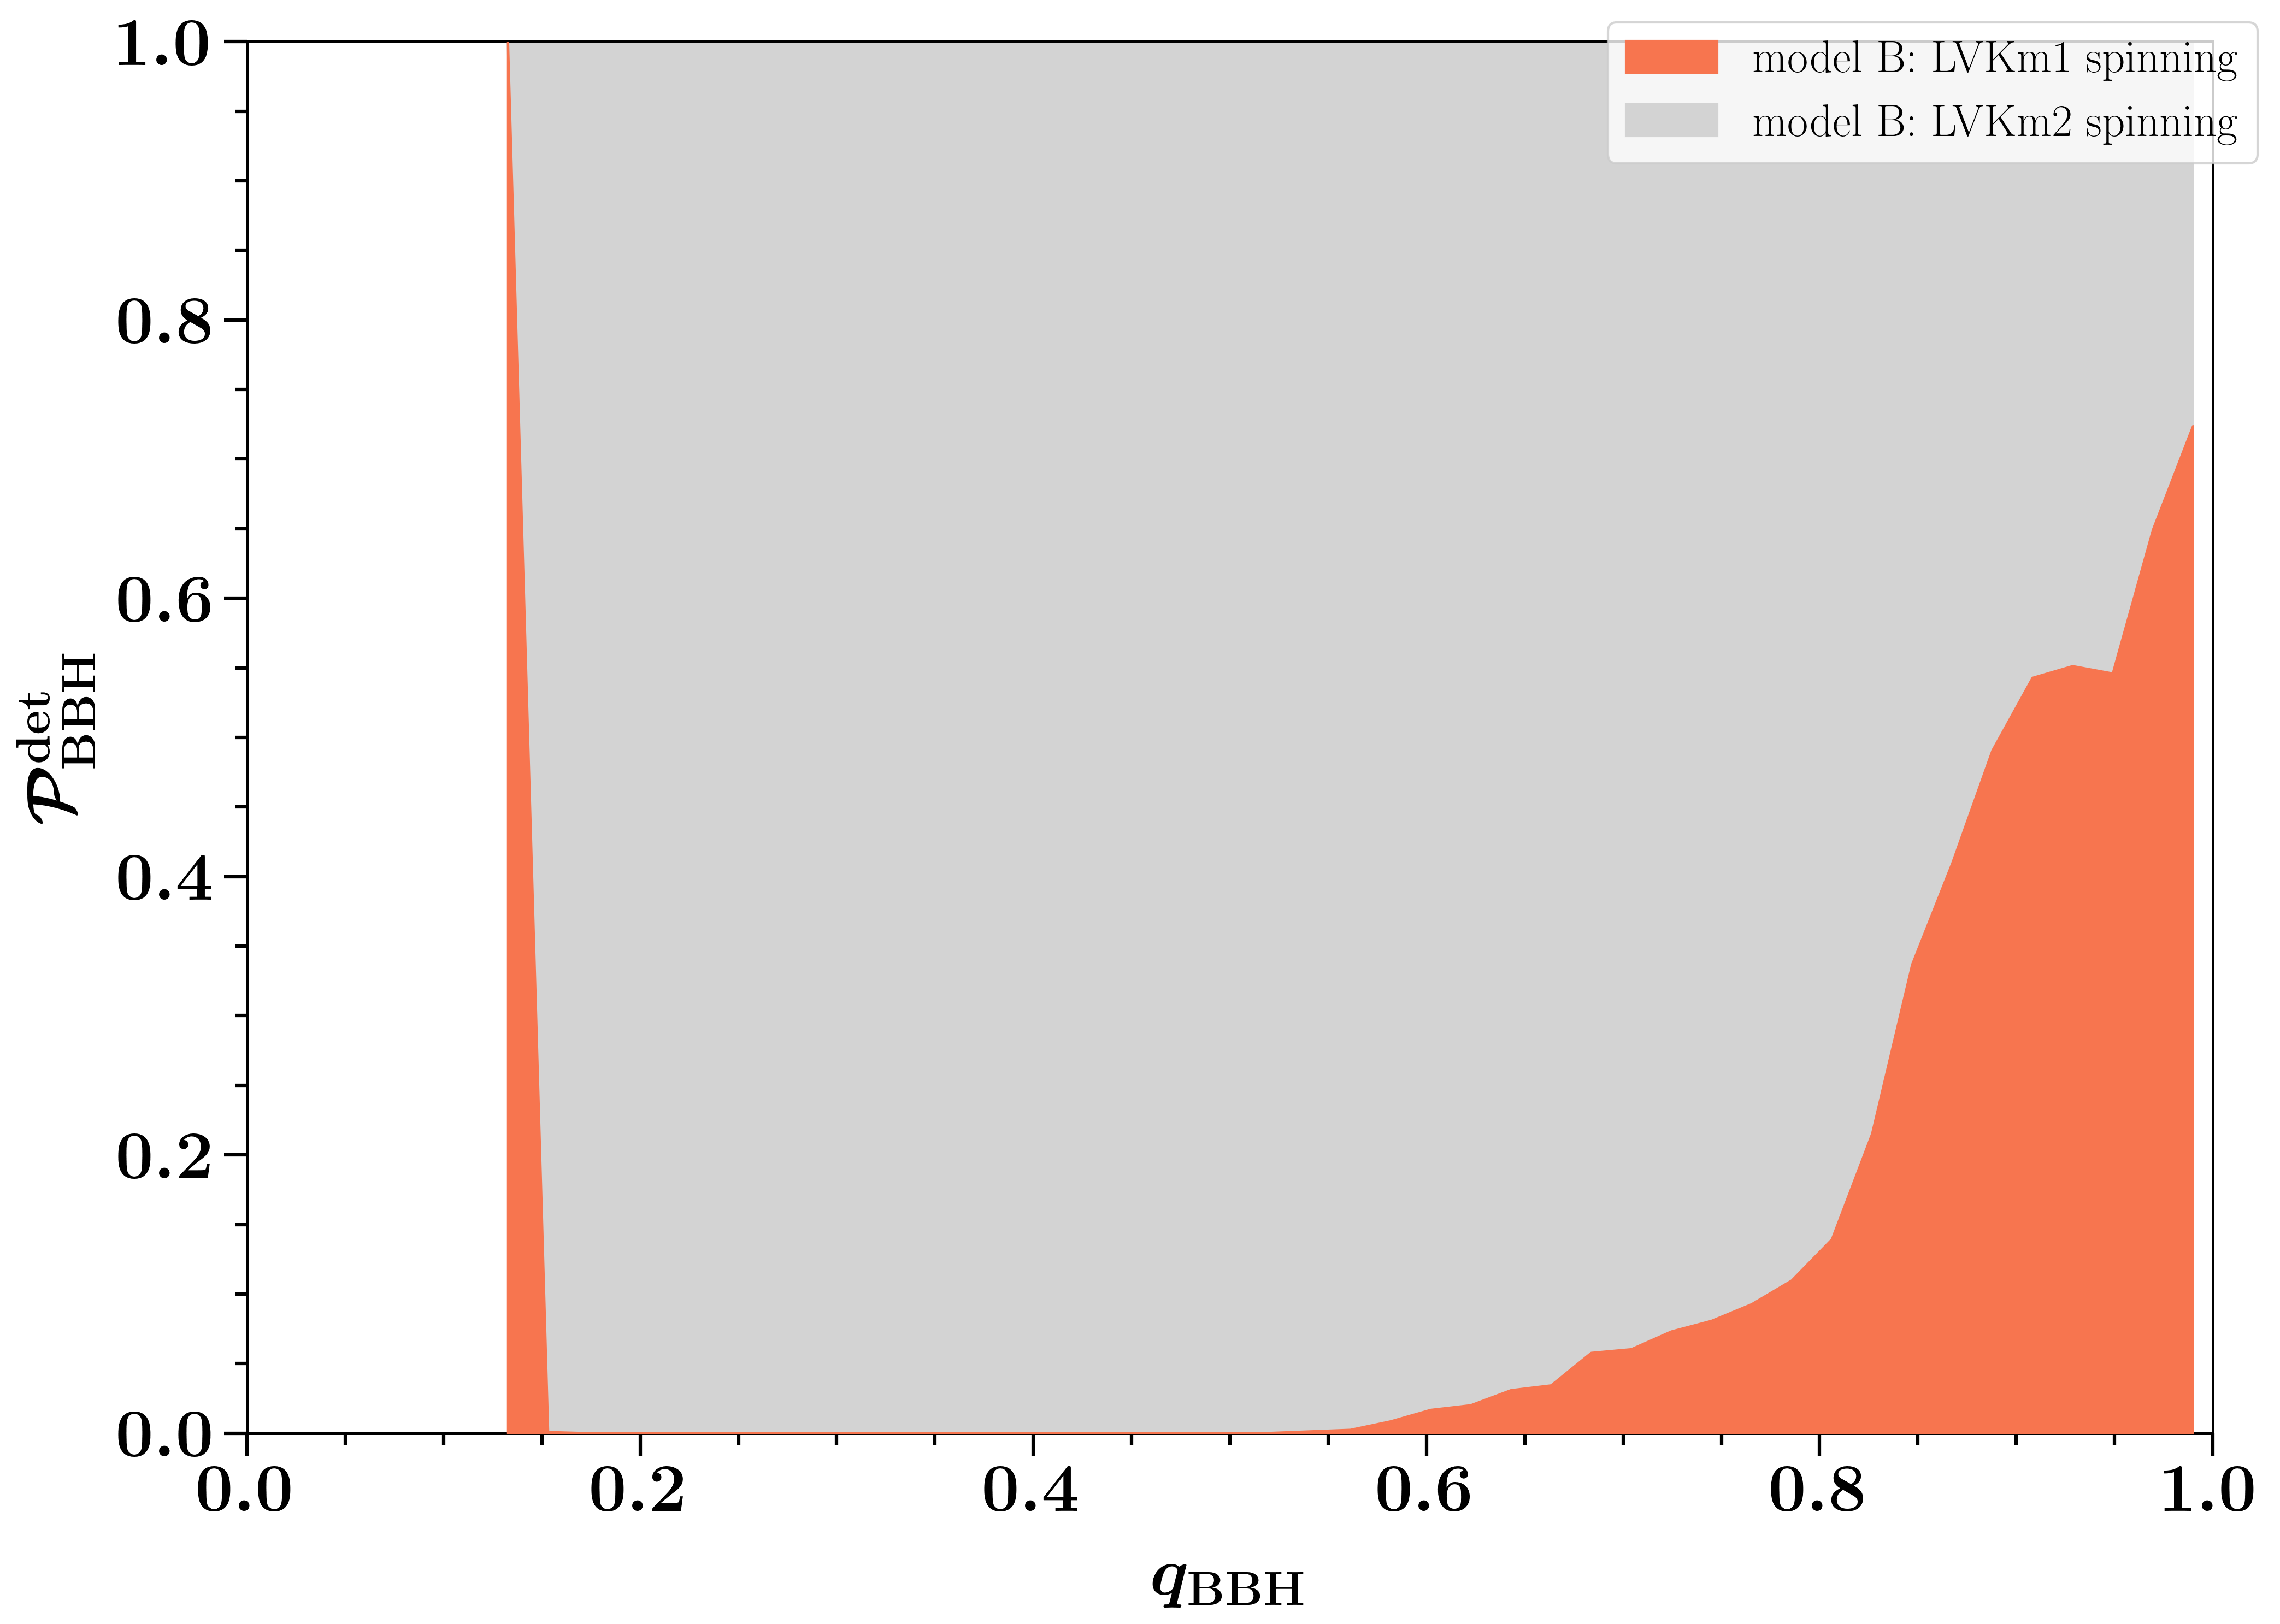 model B: LVKm1 spinning
model B: LVKm2 spinning
1.0
0.8
0.6
0.4
0.2
0.0
𝒫^det_BBH
0.0 0.2 0.4 0.6 0.8 1.0
q_BBH